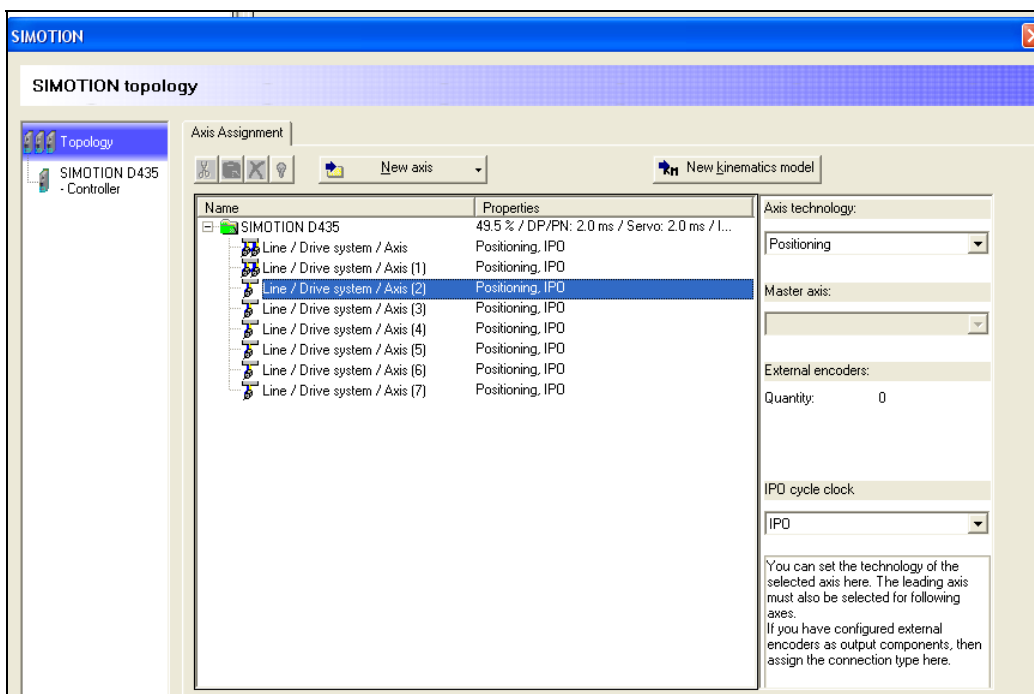 SIMOTION
SIMOTION topology
Topology
SIMOTION D435
- Controller
Axis Assignment
New axis
New kinematics model
Name
Properties
SIMOTION D435
49.5 % / DP/PN: 2.0 ms / Servo: 2.0 ms / I...
Line / Drive system / Axis
Positioning, IPO
Line / Drive system / Axis (1)
Positioning, IPO
Line / Drive system / Axis (2)
Positioning, IPO
Line / Drive system / Axis (3)
Positioning, IPO
Line / Drive system / Axis (4)
Positioning, IPO
Line / Drive system / Axis (5)
Positioning, IPO
Line / Drive system / Axis (6)
Positioning, IPO
Line / Drive system / Axis (7)
Positioning, IPO
Axis technology:
Positioning
Master axis:
External encoders:
Quantity: 0
IPO cycle clock
IPO
You can set the technology of the
selected axis here. The leading axis
must also be selected for following
axes.
If you have configured external
encoders as output components, then
assign the connection type here.